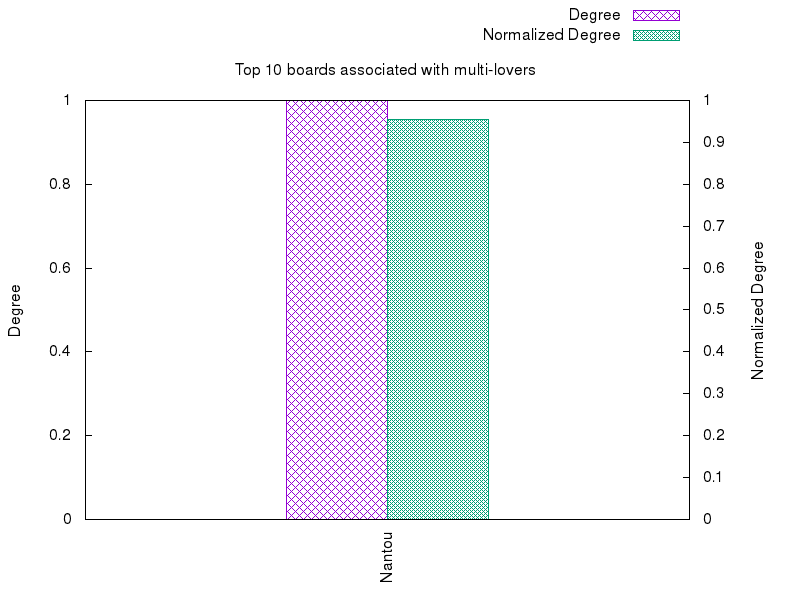 Degree
Normalized Degree
Top 10 boards associated with multi-lovers
1
0.8
0.6
0.4
0.2
0
Degree
1
0.9
0.8
0.7
0.6
0.5
0.4
0.3
0.2
0.1
0
Normalized Degree
Nantou